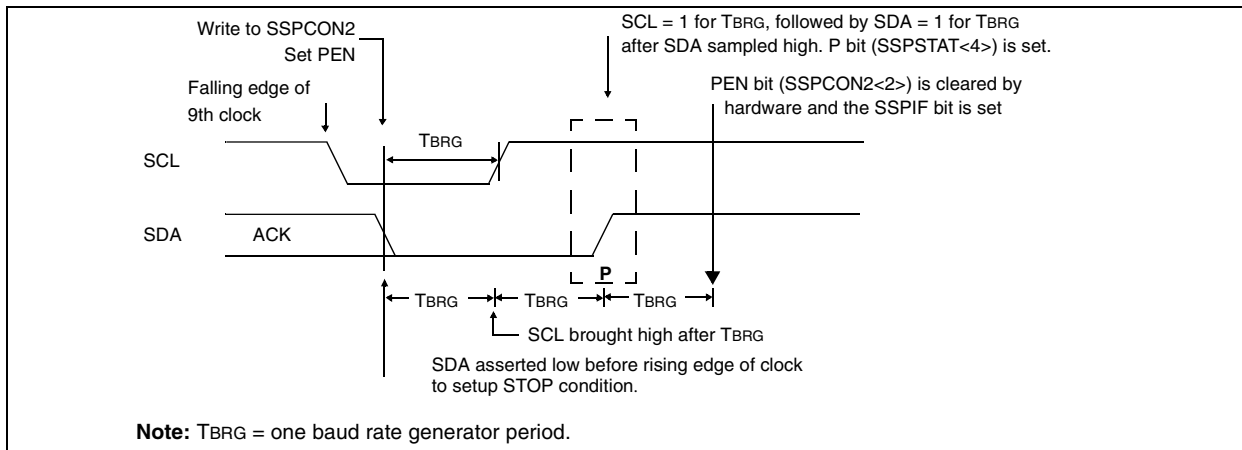 Write to SSPCON2
Set PEN
SCL = 1 for TBRG, followed by SDA = 1 for TBRG
after SDA sampled high. P bit (SSPSTAT<4>) is set.
Falling edge of
9th clock
PEN bit (SSPCON2<2>) is cleared by
hardware and the SSPIF bit is set
TBRG
SCL
SDA
ACK
P
TBRG
TBRG
TBRG
SCL brought high after TBRG
SDA asserted low before rising edge of clock
to setup STOP condition.
Note: TBRG = one baud rate generator period.